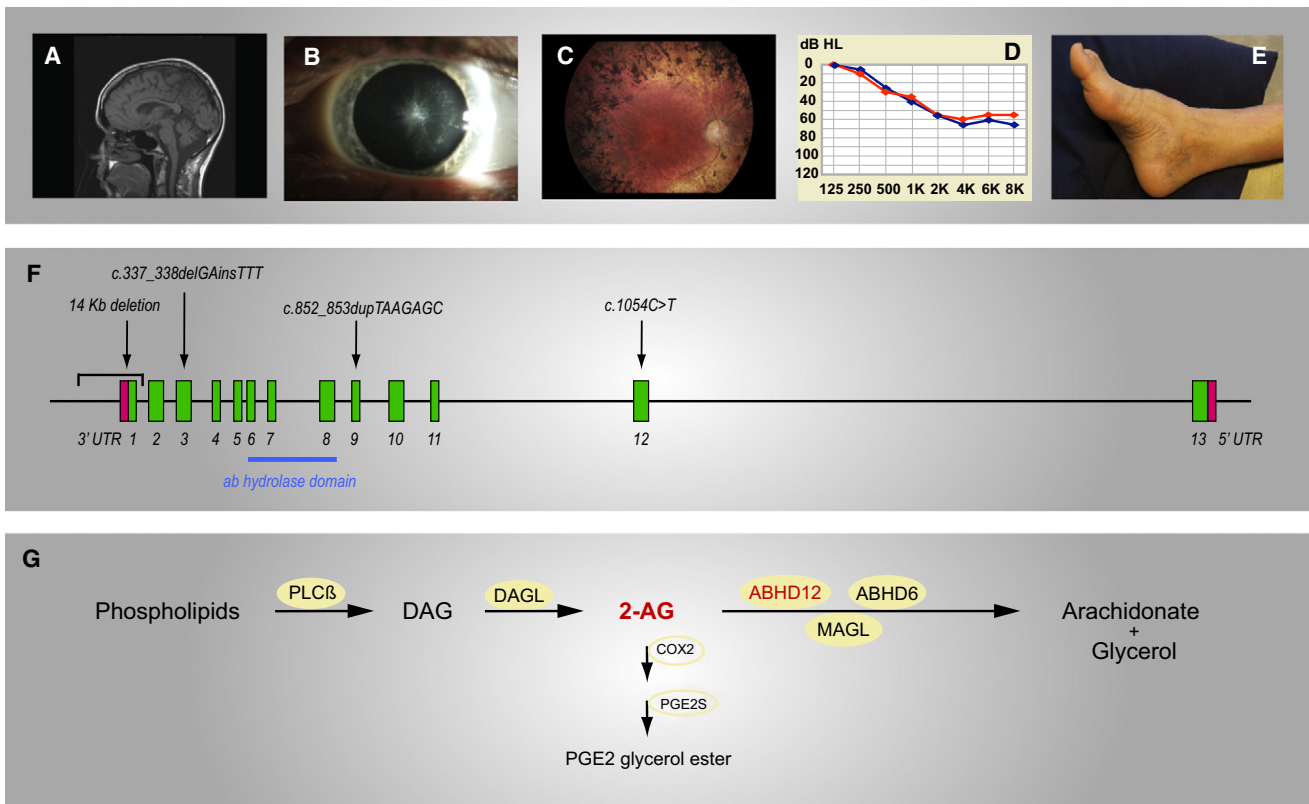 A
B
C
D
E
dB HL
0
20
40
60
80
100
120
125 250 500 1K 2K 4K 6K 8K
F
c.337_338delGAinsTTT
14 Kb deletion
c.852_853dupTAAGAGC
c.1054C>T
3' UTR 1 2 3 4 5 6 7 8 9 10 11 12 13 5' UTR
ab hydrolase domain
G
Phospholipids
PLCß
DAG
DAGL
2-AG
ABHD12
ABHD6
MAGL
Arachidonate
+
Glycerol
COX2
PGE2S
PGE2 glycerol ester